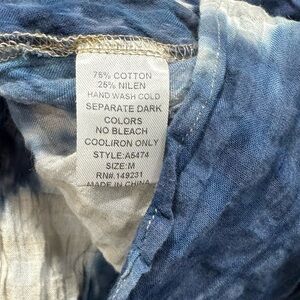 75% COTTON
25% NILEN
HAND WASH COLD
SEPARATE DARK
COLORS
NO BLEACH
COOLIRON ONLY
STYLE:A5474
SIZE:M
RN#.149231
MADE IN CHINA